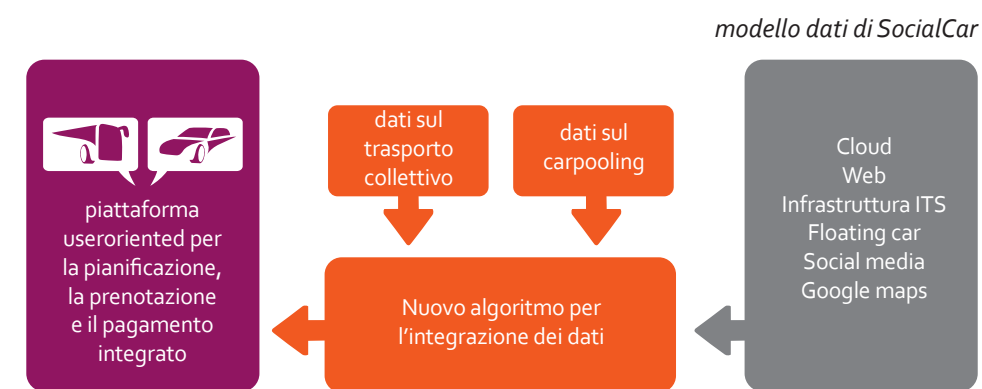 modello dati di SocialCar
piattaforma
useroriented per
la pianificazione,
la prenotazione
e il pagamento
integrato
dati sul
trasporto
collettivo
dati sul
carpooling
Nuovo algoritmo per
l'integrazione dei dati
Cloud
Web
Infrastruttura ITS
Floating car
Social media
Google maps